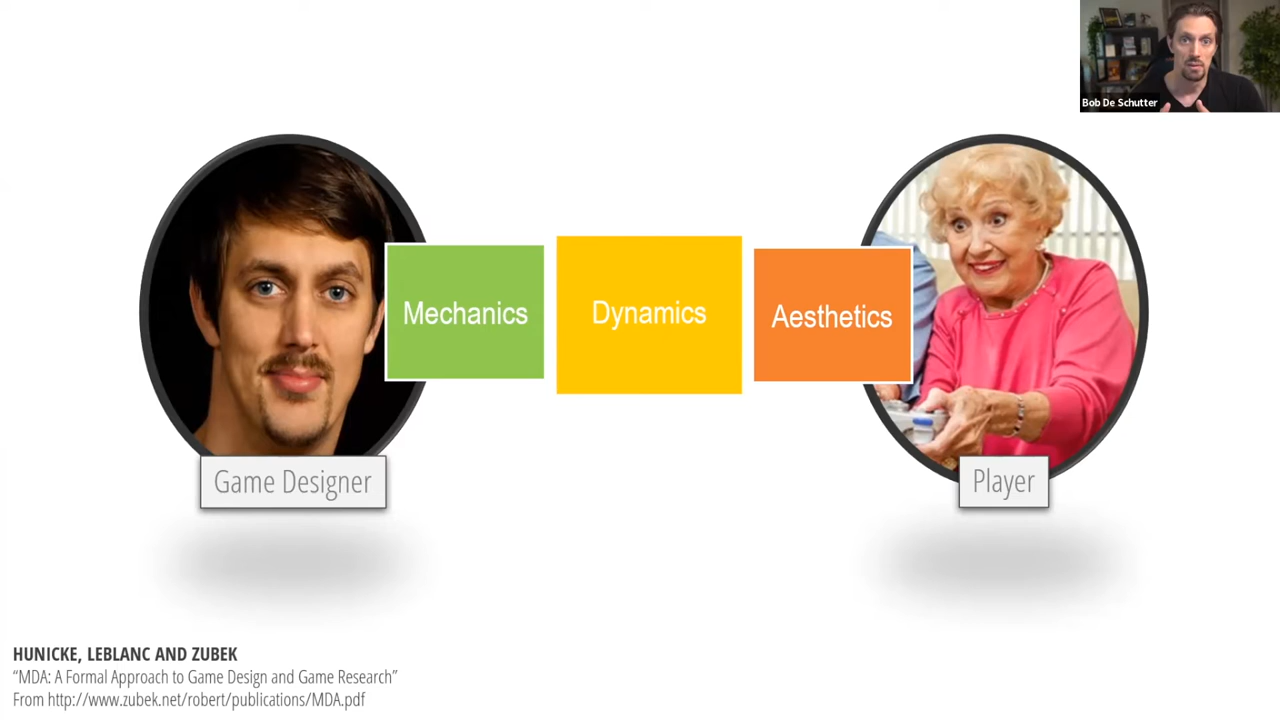 Bob De Schutter
Mechanics
Dynamics
Aesthetics
Game Designer
Player
HUNICKE, LEBLANC AND ZUBEK
“MDA: A Formal Approach to Game Design and Game Research”
From http://www.zubek.net/robert/publications/MDA.pdf